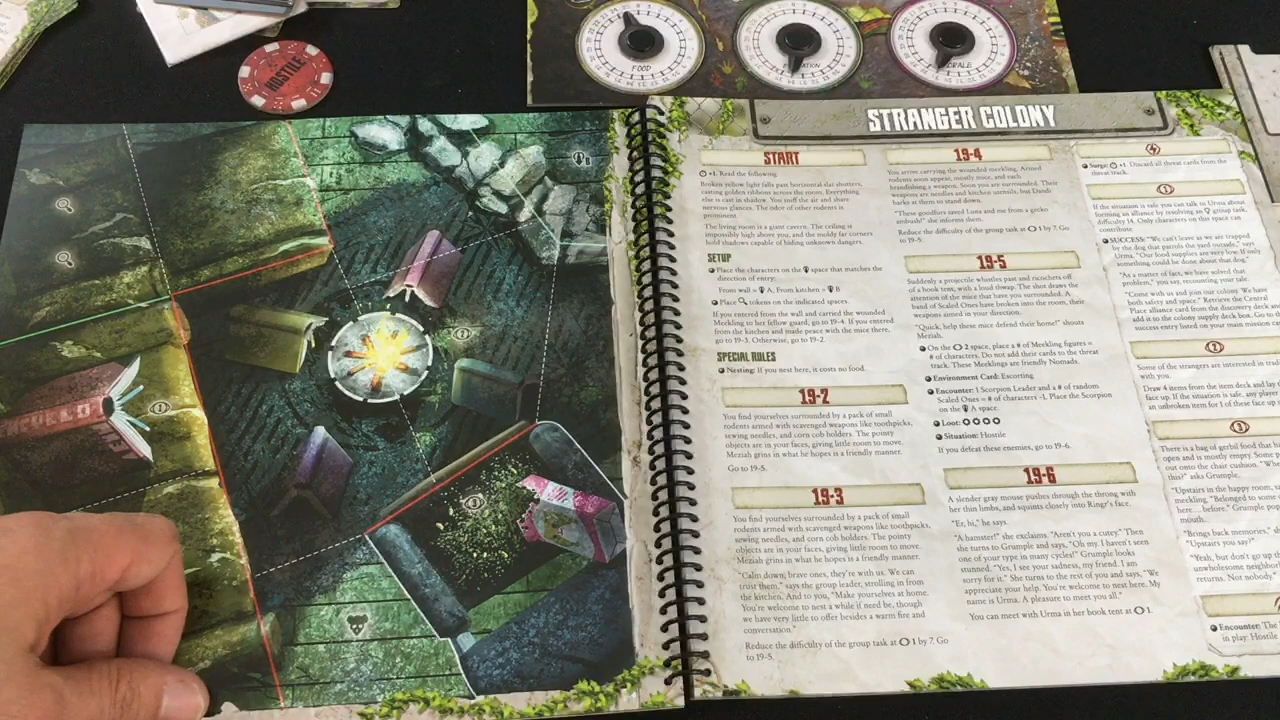 HOSTILE
FOOD
STRANGER COLONY
START
+1. Read the following.
Broken yellow light falls past horizontal slat shutters,
casting golden ribbons across the room. Everything
else is cast in shadow. You sniff the air and share
nervous glances. The odor of other rodents is
prominent.
The living room is a giant cavern. The ceiling is
impossibly high above you, and the moldy far corners
hold shadows capable of hiding unknown dangers.
SETUP
Place the characters on the space that matches the
direction of entry:
From wall = A, From kitchen = B
Place tokens on the indicated spaces.
If you entered from the wall and carried the wounded
Meckling to her fellow guard, go to 19-4. If you entered
from the kitchen and made peace with the mice there,
go to 19-3. Otherwise, go to 19-2.
SPECIAL RULES
Nesting: If you nest here, it costs no food.
19-2
You find yourselves surrounded by a pack of small
rodents armed with scavenged weapons like toothpicks,
sewing needles, and corn cob holders. The pointy
objects are in your faces, giving little room to move.
Meziah grins in what he hopes is a friendly manner.
Go to 19-5.
19-3
You find yourselves surrounded by a pack of small
rodents armed with scavenged weapons like toothpicks,
sewing needles, and corn cob holders. The pointy
objects are in your faces, giving little room to move.
Meziah grins in what he hopes is a friendly manner.
"Calm down, brave ones, they're with us. We can
trust them," says the group leader, strolling in from
the kitchen. And to you, "Make yourselves at home.
You're welcome to nest a while if need be, though
we have very little to offer besides a warm fire and
conversation."
Reduce the difficulty of the group task at 1 by 7. Go
to 19-5.
19-4
You arrive carrying the wounded meckling. Armed
rodents soon appear, mostly mice, and each
brandishing a weapon. Soon you are surrounded. Their
weapons are needles and kitchen utensils, but Dandi
barks at them to stand down.
"These goodfurs saved Luna and me from a gecko
ambush!" she informs them.
Reduce the difficulty of the group task at 1 by 7. Go
to 19-5.
19-5
Suddenly a projectile whistles past and ricochets off
of a book tent, with a loud thwap. The shot draws the
attention of the mice that have you surrounded. A
band of Scaled Ones have broken into the room, their
weapons aimed in your direction.
"Quick, help these mice defend their home!" shouts
Meziah.
On the 2 space, place a # of Meckling figures =
# of characters. Do not add their cards to the threat
track. These Mecklings are friendly Nomads.
Environment Card: Escorting.
Encounter: 1 Scorpion Leader and a # of random
Scaled Ones = # of characters -1. Place the Scorpion
on the A space.
Loot:
Situation: Hostile
If you defeat these enemies, go to 19-6.
19-6
A slender gray mouse pushes through the throng with
her thin limbs, and squints closely into Ringr's face.
"Er, hi," he says.
"A hamster!" she exclaims. "Aren't you a cutey." Then
she turns to Grumple and says, "Oh my. I haven't seen
one of your type in many cycles!" Grumple looks
stunned. "Yes, I see your sadness, my friend. I am
sorry for it." She turns to the rest of you and says, "We
appreciate your help. You're welcome to nest here. My
name is Urma. A pleasure to meet you all."
You can meet with Urma in her book tent at 1.
Surge: +1. Discard all threat cards from the
threat track.
1
If the situation is safe you can talk to Urma about
forming an alliance by resolving an group task,
difficulty 14. Only characters on this space can
contribute.
SUCCESS: "We can't leave as we are trapped
by the dog that patrols the yard outside," says
Urma. "Our food supplies are very low. If only
something could be done about that dog."
"As a matter of fact, we have solved that
problem," you say, recounting your tale.
"Come with us and join our colony. We have
both safety and space." Retrieve the Central
Place alliance card from the discovery deck and
add it to the colony supply deck box. Go to
success entry listed on your main mission
2
Some of the strangers are interested in
with you.
Draw 4 items from the item deck and lay
face up. If the situation is safe, any player
an unbroken item for 1 of these face up
3
There is a bag of gerbil food that
open and is mostly empty. Some
out onto the chair cushion. "What
this?" asks Grumple.
"Upstairs in the happy room,
meckling. "Belonged to some
here... before." Grumple
mouth.
"Brings back memories,"
"Upstairs you say?"
"Yeah, but don't go up
unwholesome
returns. Not nobody."
Encounter: The
in play: Hostile